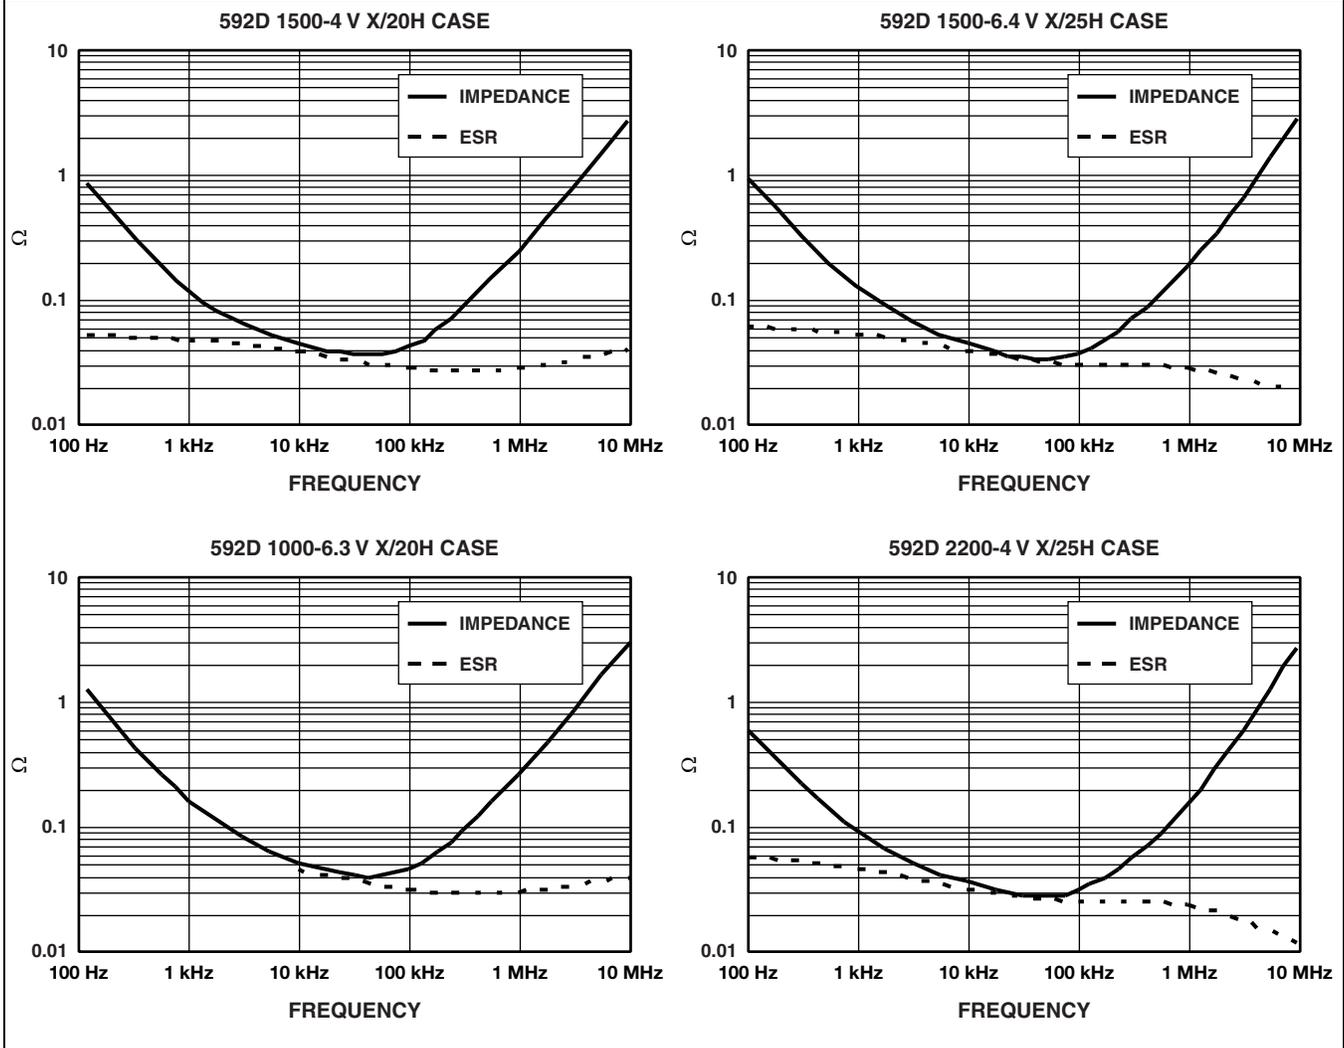 592D 1500-4 V X/20H CASE
10
1
0.1
0.01
Ω
IMPEDANCE
ESR
100 Hz 1 kHz 10 kHz 100 kHz 1 MHz 10 MHz
FREQUENCY
592D 1500-6.4 V X/25H CASE
10
1
0.1
0.01
Ω
IMPEDANCE
ESR
100 Hz 1 kHz 10 kHz 100 kHz 1 MHz 10 MHz
FREQUENCY
592D 1000-6.3 V X/20H CASE
10
1
0.1
0.01
Ω
IMPEDANCE
ESR
100 Hz 1 kHz 10 kHz 100 kHz 1 MHz 10 MHz
FREQUENCY
592D 2200-4 V X/25H CASE
10
1
0.1
0.01
Ω
IMPEDANCE
ESR
100 Hz 1 kHz 10 kHz 100 kHz 1 MHz 10 MHz
FREQUENCY